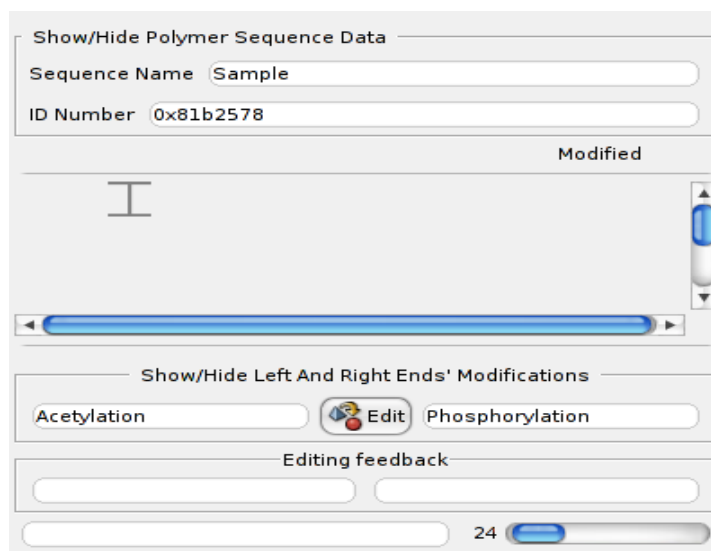 Show/Hide Polymer Sequence Data
Sequence Name Sample
ID Number 0x81b2578
Modified
Show/Hide Left And Right Ends' Modifications
Acetylation Edit Phosphorylation
Editing feedback
24